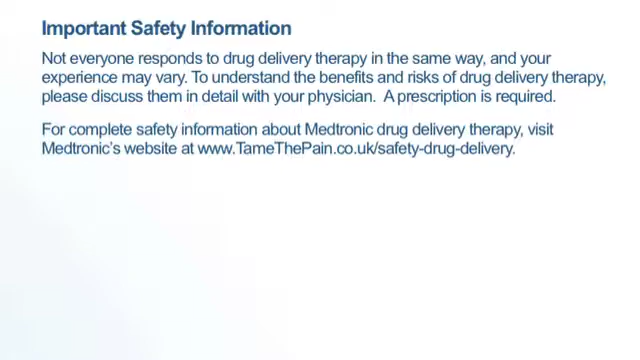 Important Safety Information
Not everyone responds to drug delivery therapy in the same way, and your
experience may vary. To understand the benefits and risks of drug delivery therapy,
please discuss them in detail with your physician.  A prescription is required.
For complete safety information about Medtronic drug delivery therapy, visit
Medtronic's website at www.TameThePain.co.uk/safety-drug-delivery.